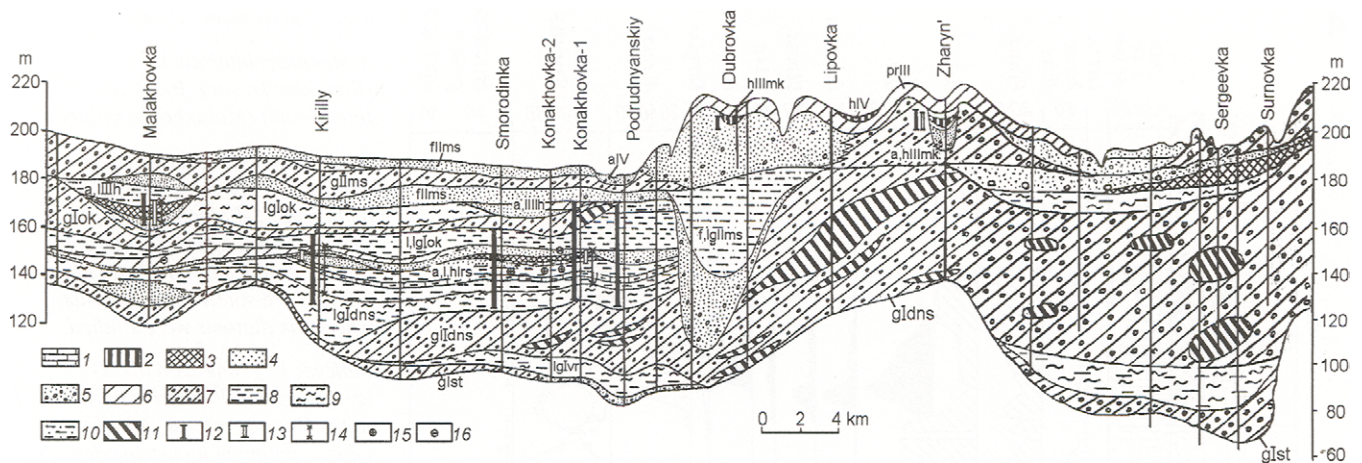 Malakhovka
Kirilly
Smorodinka
Konakhovka-2
Konakhovka-1
Podrudnyanskiy
Dubrovka
Lipovka
Zharyn'
Sergeevka
Surnovka
m
220
200
180
160
140
120
m
220
200
180
160
140
120
100
80
60
hIIImk
prIII
hIV
fIIms
aIV
gIIms
fIIms
a,hIIImk
gIok
lgIok
l,lgIok
f,lgIIms
a,l,hIrs
lgIdns
gIdns
gIdns
lgIvr
gIst
gIst
1 2 3 4
5 6 7 8 9
10 11 12 13 14 15 16
0 2 4 km